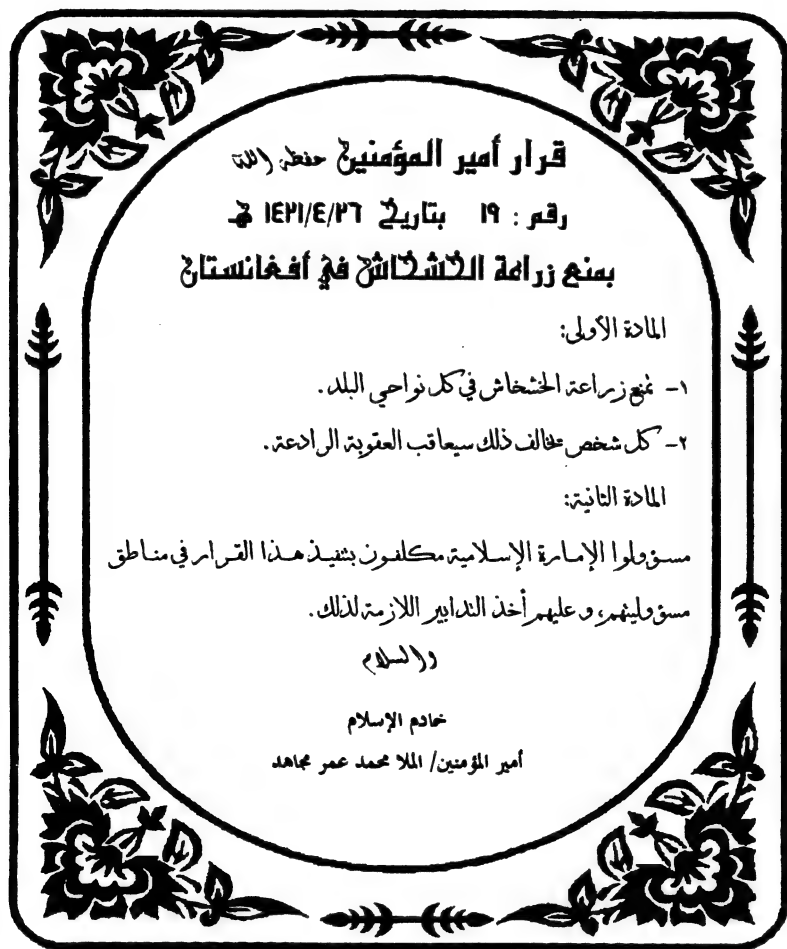 قرار أمير المؤمنين حفظه الله
رقم : ١٩ بتاريخ ١٤٢١/٤/٢٦ هـ
بمنع زراعة الخشخاش في أفغانستان
المادة الأولى:
١- تمنع زراعة الخشخاش في كل نواحي البلد.
٢- كل شخص يخالف ذلك سيعاقب العقوبة الرادعة.
المادة الثانية:
مسؤولوا الإمارة الإسلامية مكلفون بتنفيذ هذا القرار في مناطق
مسؤوليتهم، وعليهم أخذ التدابير اللازمة لذلك.
والسلام
خادم الإسلام
أمير المؤمنين/ الملا محمد عمر مجاهد